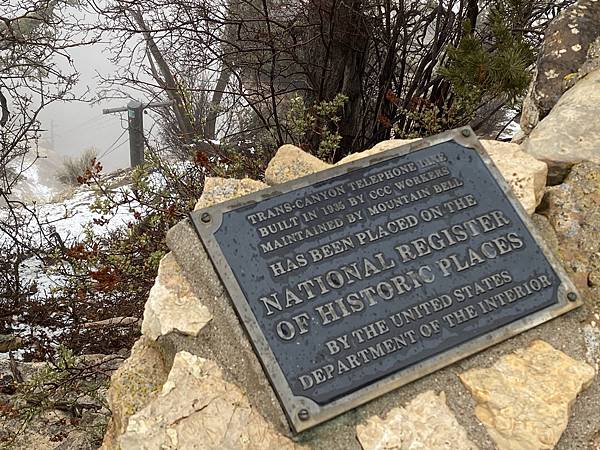 TRANS-CANYON TELEPHONE LINE
BUILT IN 1935 BY CCC WORKERS
MAINTAINED BY MOUNTAIN BELL
HAS BEEN PLACED ON THE
NATIONAL REGISTER
OF HISTORIC PLACES
BY THE UNITED STATES
DEPARTMENT OF THE INTERIOR